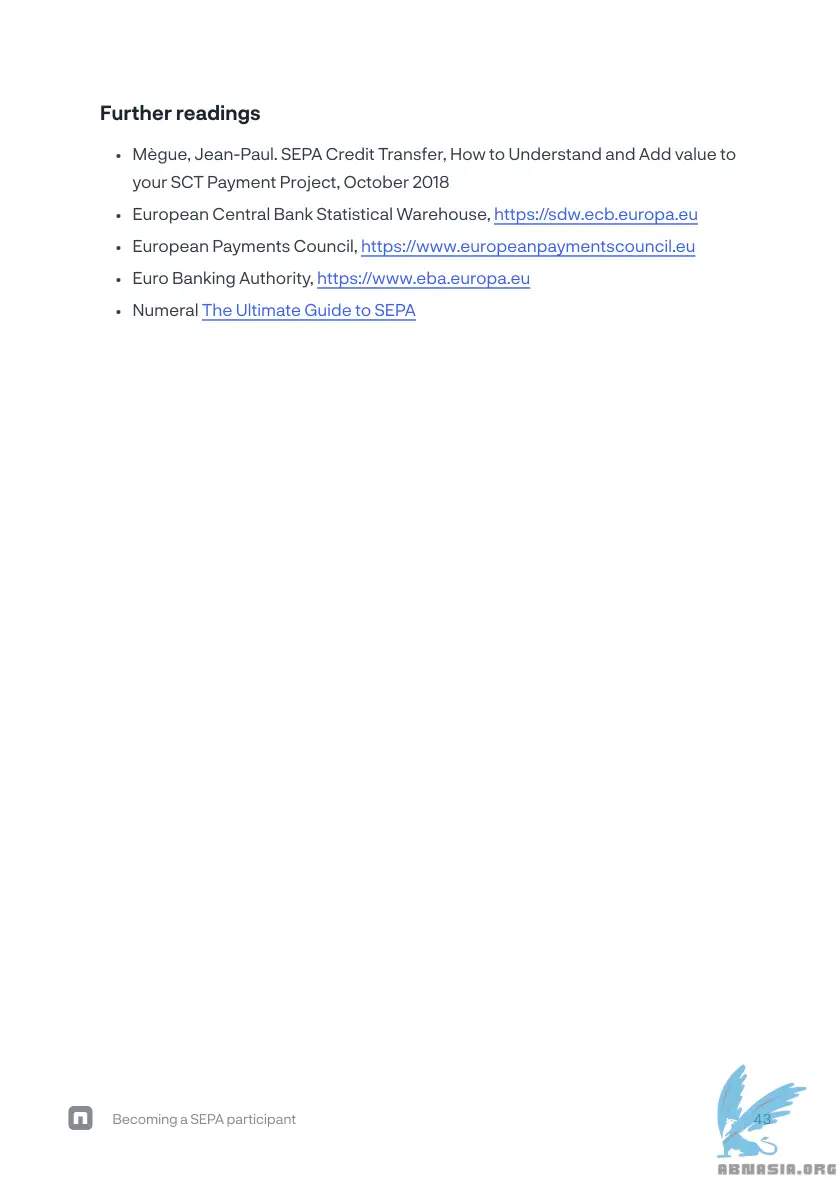 Further readings
• Mègue, Jean-Paul. SEPA Credit Transfer, How to Understand and Add value to
your SCT Payment Project, October 2018
• European Central Bank Statistical Warehouse, https://sdw.ecb.europa.eu
• European Payments Council, https://www.europeanpaymentscouncil.eu
• Euro Banking Authority, https://www.eba.europa.eu
• Numeral The Ultimate Guide to SEPA
Becoming a SEPA participant
43
ABNASIA.ORG